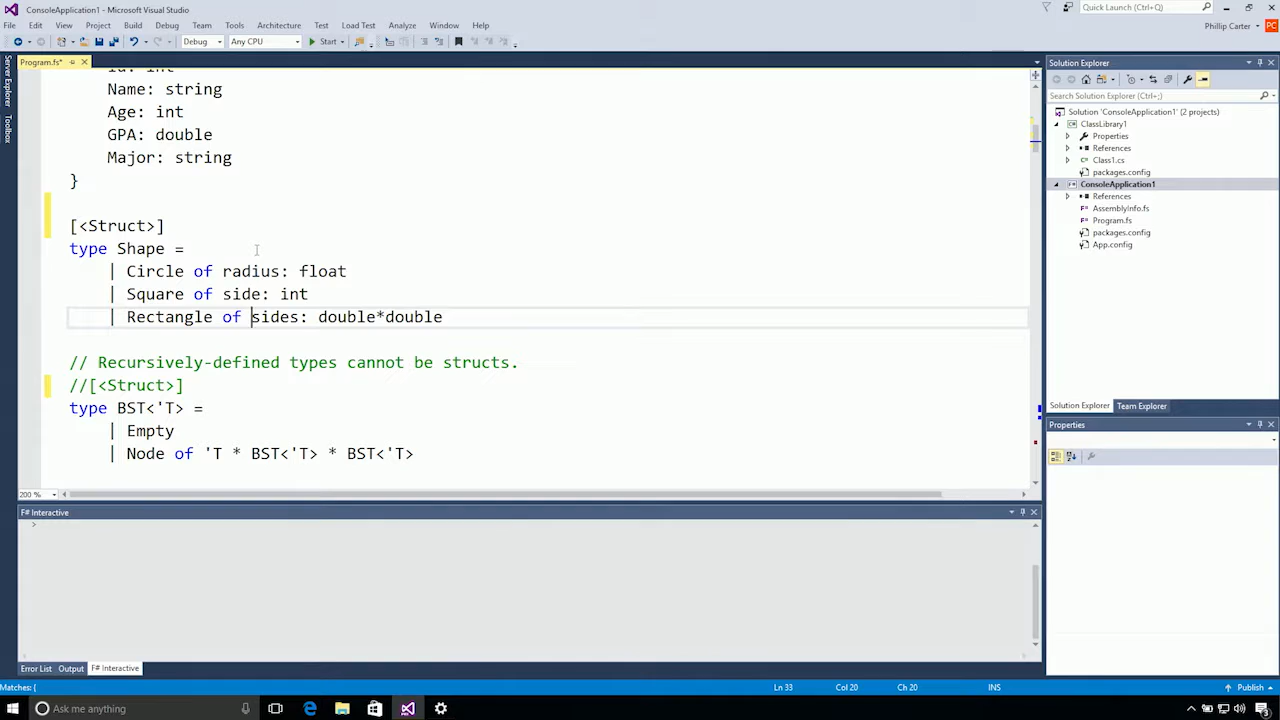 ConsoleApplication1 - Microsoft Visual Studio
Quick Launch (Ctrl+Q)
File Edit View Project Build Debug Team Tools Architecture Test Load Test Analyze Window Help
Phillip Carter PC
Debug Any CPU Start
Server Explorer
Toolbox
Program.fs*
Id: int
Name: string
Age: int
GPA: double
Major: string
}
[<Struct>]
type Shape =
| Circle of radius: float
| Square of side: int
| Rectangle of sides: double*double
// Recursively-defined types cannot be structs.
//[<Struct>]
type BST<'T> =
| Empty
| Node of 'T * BST<'T> * BST<'T>
200 %
F# Interactive
>
Error List Output F# Interactive
Solution Explorer
Search Solution Explorer (Ctrl+;)
Solution 'ConsoleApplication1' (2 projects)
ClassLibrary1
Properties
References
Class1.cs
packages.config
ConsoleApplication1
References
AssemblyInfo.fs
Program.fs
packages.config
App.config
Solution Explorer Team Explorer
Properties
Matches: (
Ln 33 Col 20 Ch 20 INS Publish
Ask me anything